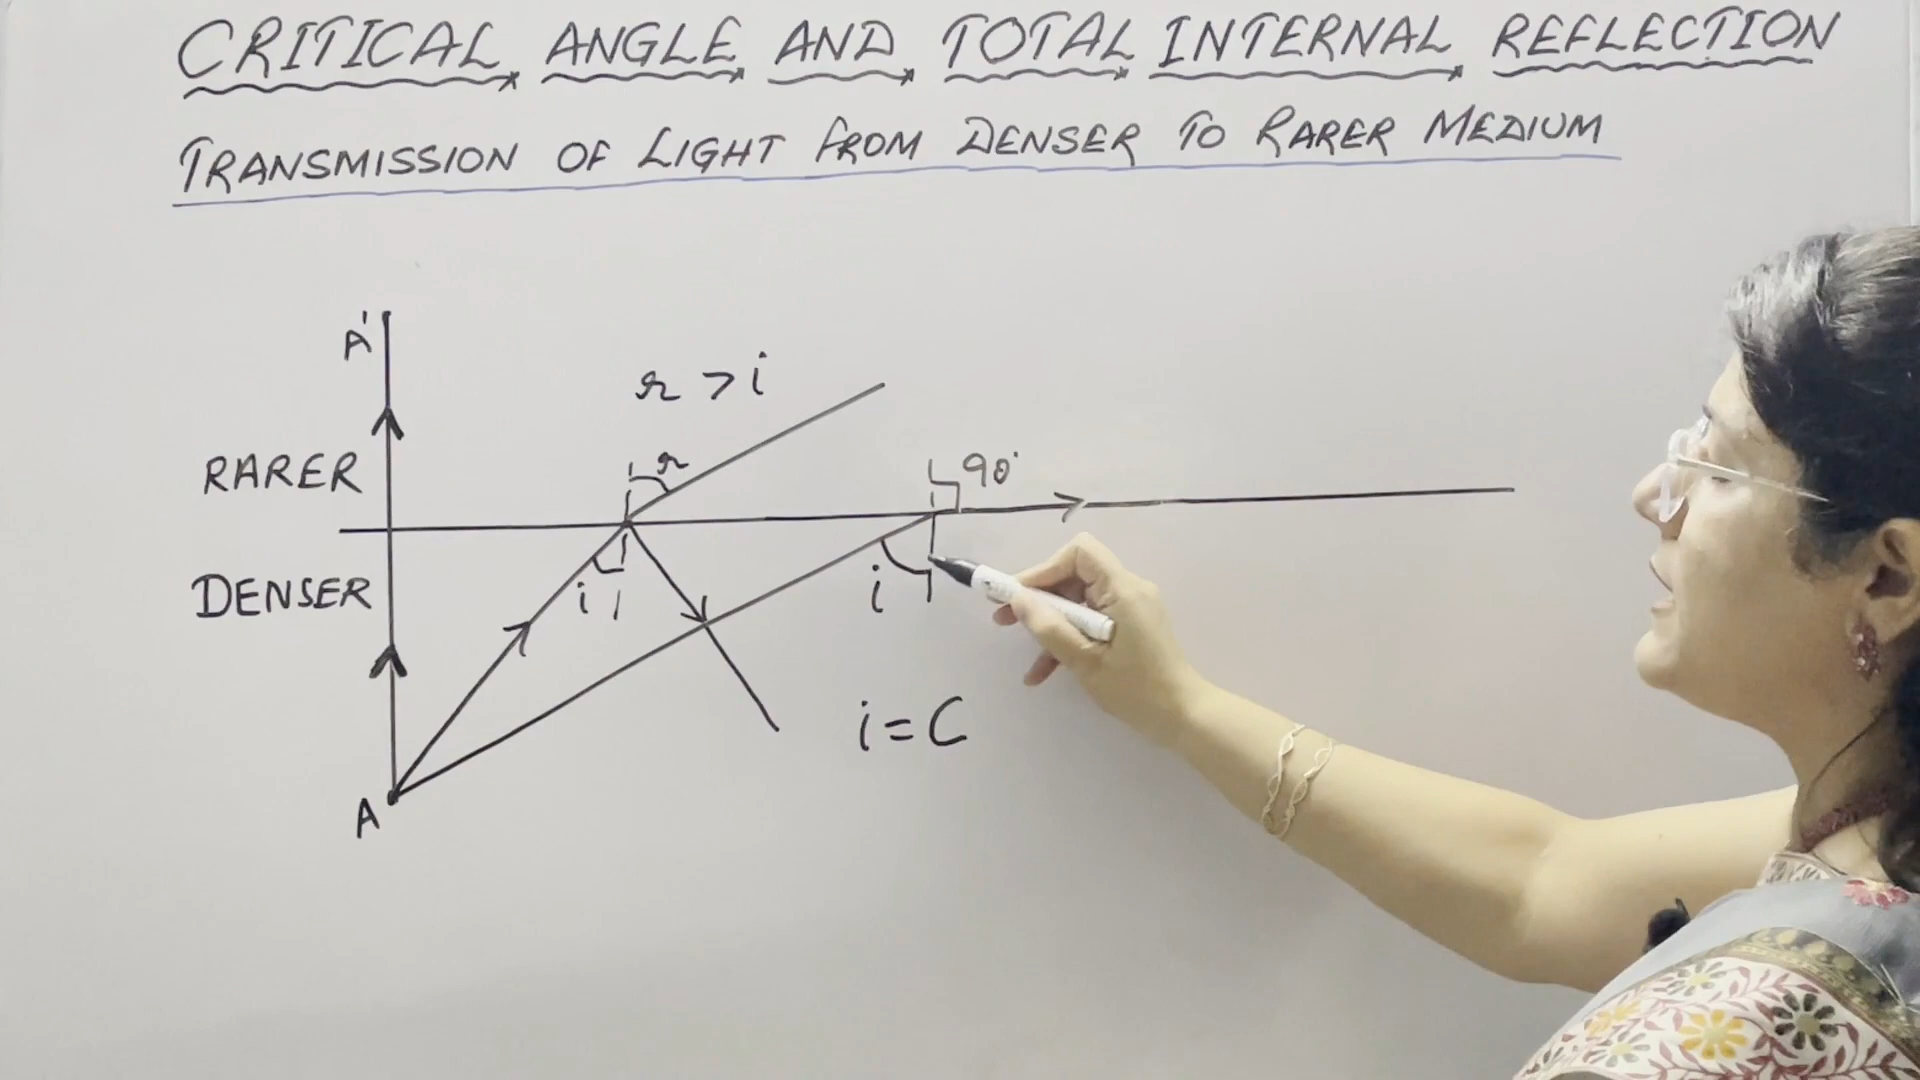 CRITICAL ANGLE AND TOTAL INTERNAL REFLECTION
TRANSMISSION OF LIGHT FROM DENSER TO RARER MEDIUM
A'
r > i
RARER
r
90°
DENSER
i
i
i = C
A